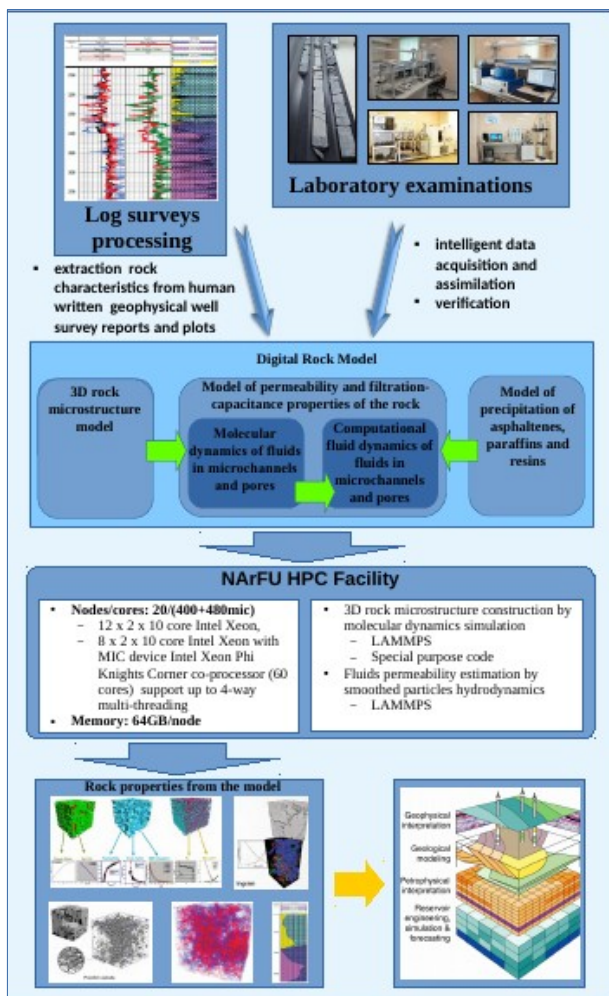 Log surveys
processing
Laboratory examinations
▪ extraction rock
characteristics from human
written geophysical well
survey reports and plots
▪ intelligent data
acquisition and
assimilation
▪ verification
Digital Rock Model
3D rock
microstructure
model
Model of permeability and filtration-
capacitance properties of the rock
Molecular
dynamics of fluids
in microchannels
and pores
Computational
fluid dynamics of
fluids in
microchannels
and pores
Model of
precipitation of
asphaltenes,
paraffins and
resins
NArFU HPC Facility
▪ Nodes/cores: 20/(400+480mic)
– 12 x 2 x 10 core Intel Xeon,
– 8 x 2 x 10 core Intel Xeon with
MIC device Intel Xeon Phi
Knights Corner co-processor (60
cores) support up to 4-way
multi-threading
▪ Memory: 64GB/node
▪ 3D rock microstructure construction by
molecular dynamics simulation
– LAMMPS
– Special purpose code
▪ Fluids permeability estimation by
smoothed particles hydrodynamics
– LAMMPS
Rock properties from the model
Geophysical
interpretation
Geological
modeling
Petrophysical
interpretation
Reservoir
engineering,
simulation &
forecasting